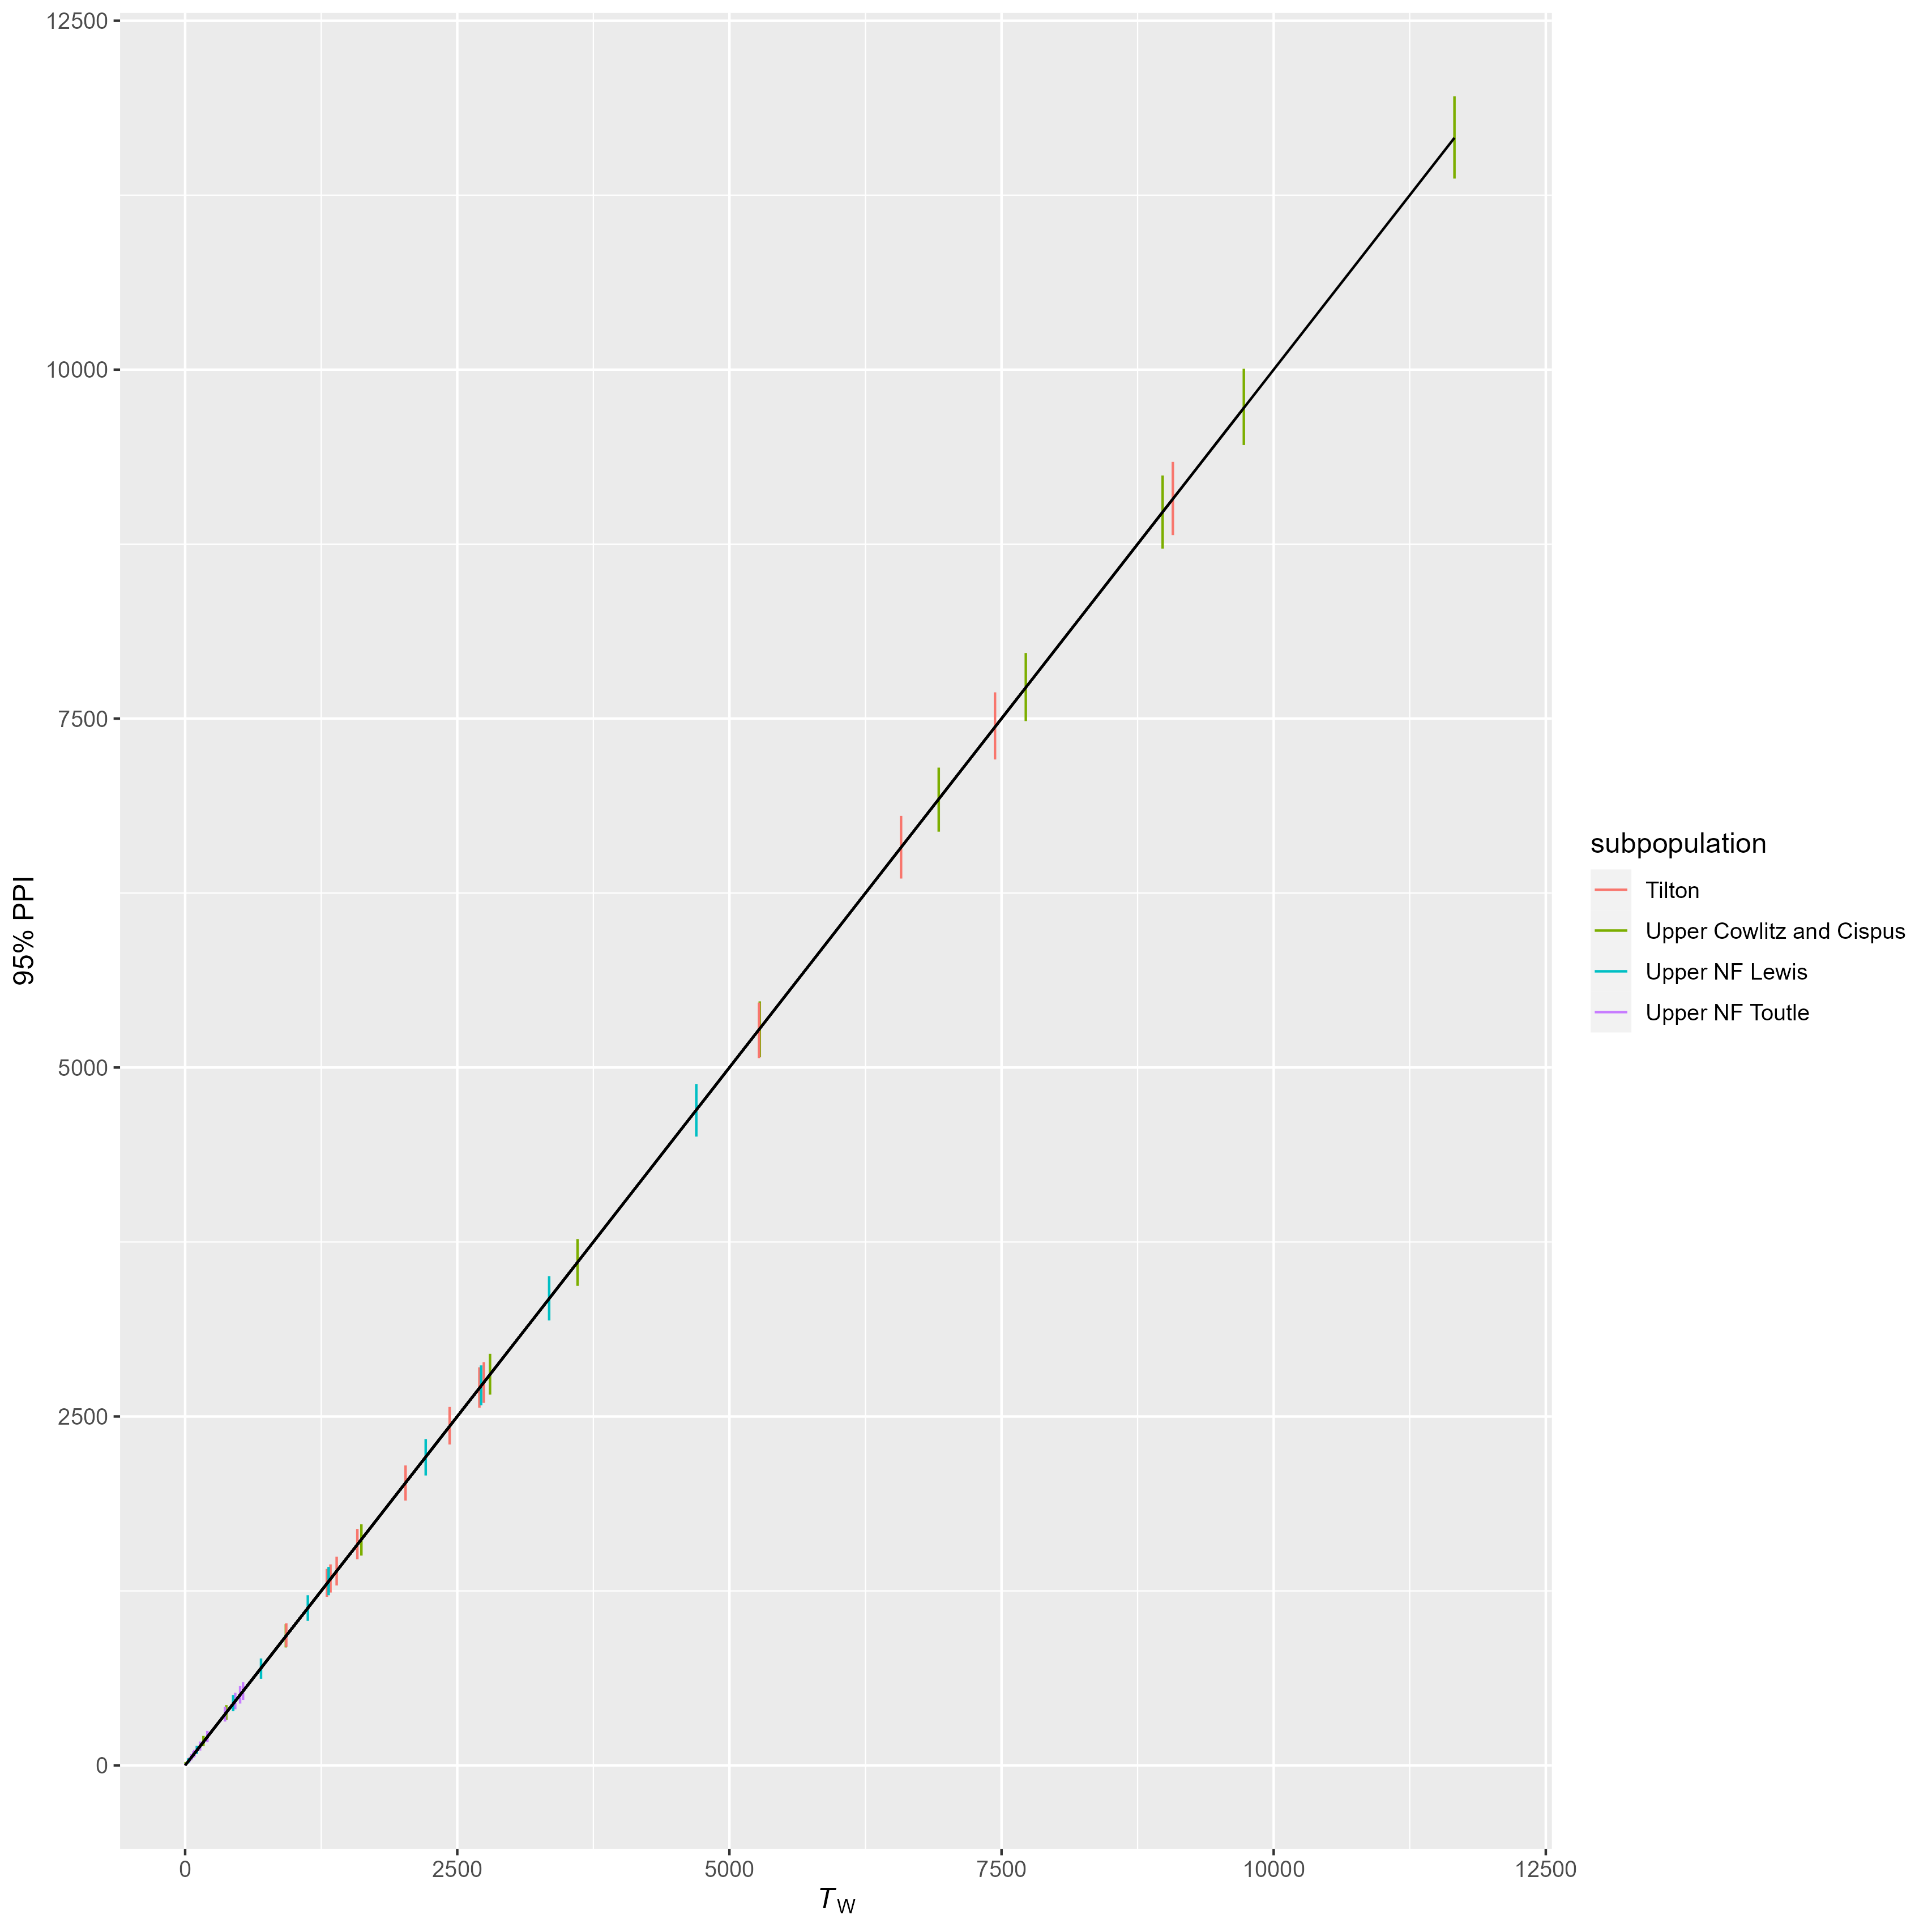 12500
10000
7500
5000
2500
0
95% PPI
0 2500 5000 7500 10000 12500
TW
subpopulation
Tilton
Upper Cowlitz and Cispus
Upper NF Lewis
Upper NF Toutle